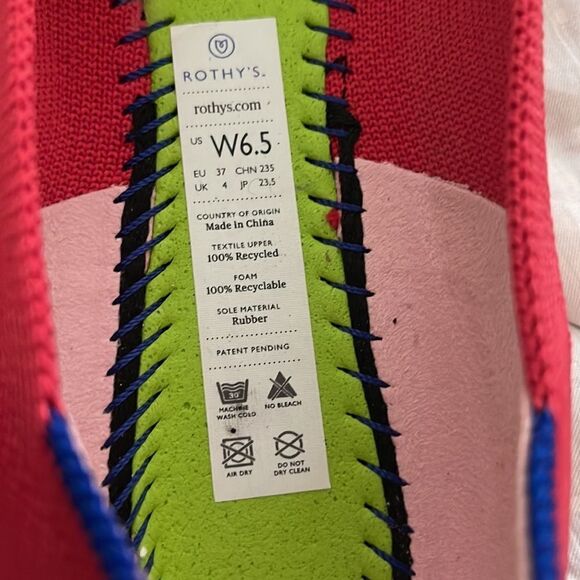 ROTHY'S™
rothys.com
US W6.5
EU 37 CHN 235
UK 4 JP 23.5
COUNTRY OF ORIGIN
Made in China
TEXTILE UPPER
100% Recycled
FOAM
100% Recyclable
SOLE MATERIAL
Rubber
PATENT PENDING
30°
MACHINE WASH COLD
NO BLEACH
AIR DRY
DO NOT DRY CLEAN